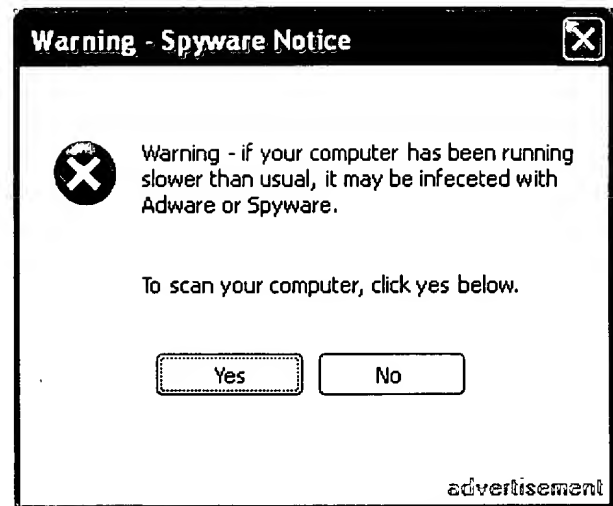 Warning - Spyware Notice
Warning - if your computer has been running
slower than usual, it may be infeceted with
Adware or Spyware.
To scan your computer, click yes below.
Yes No
advertisement